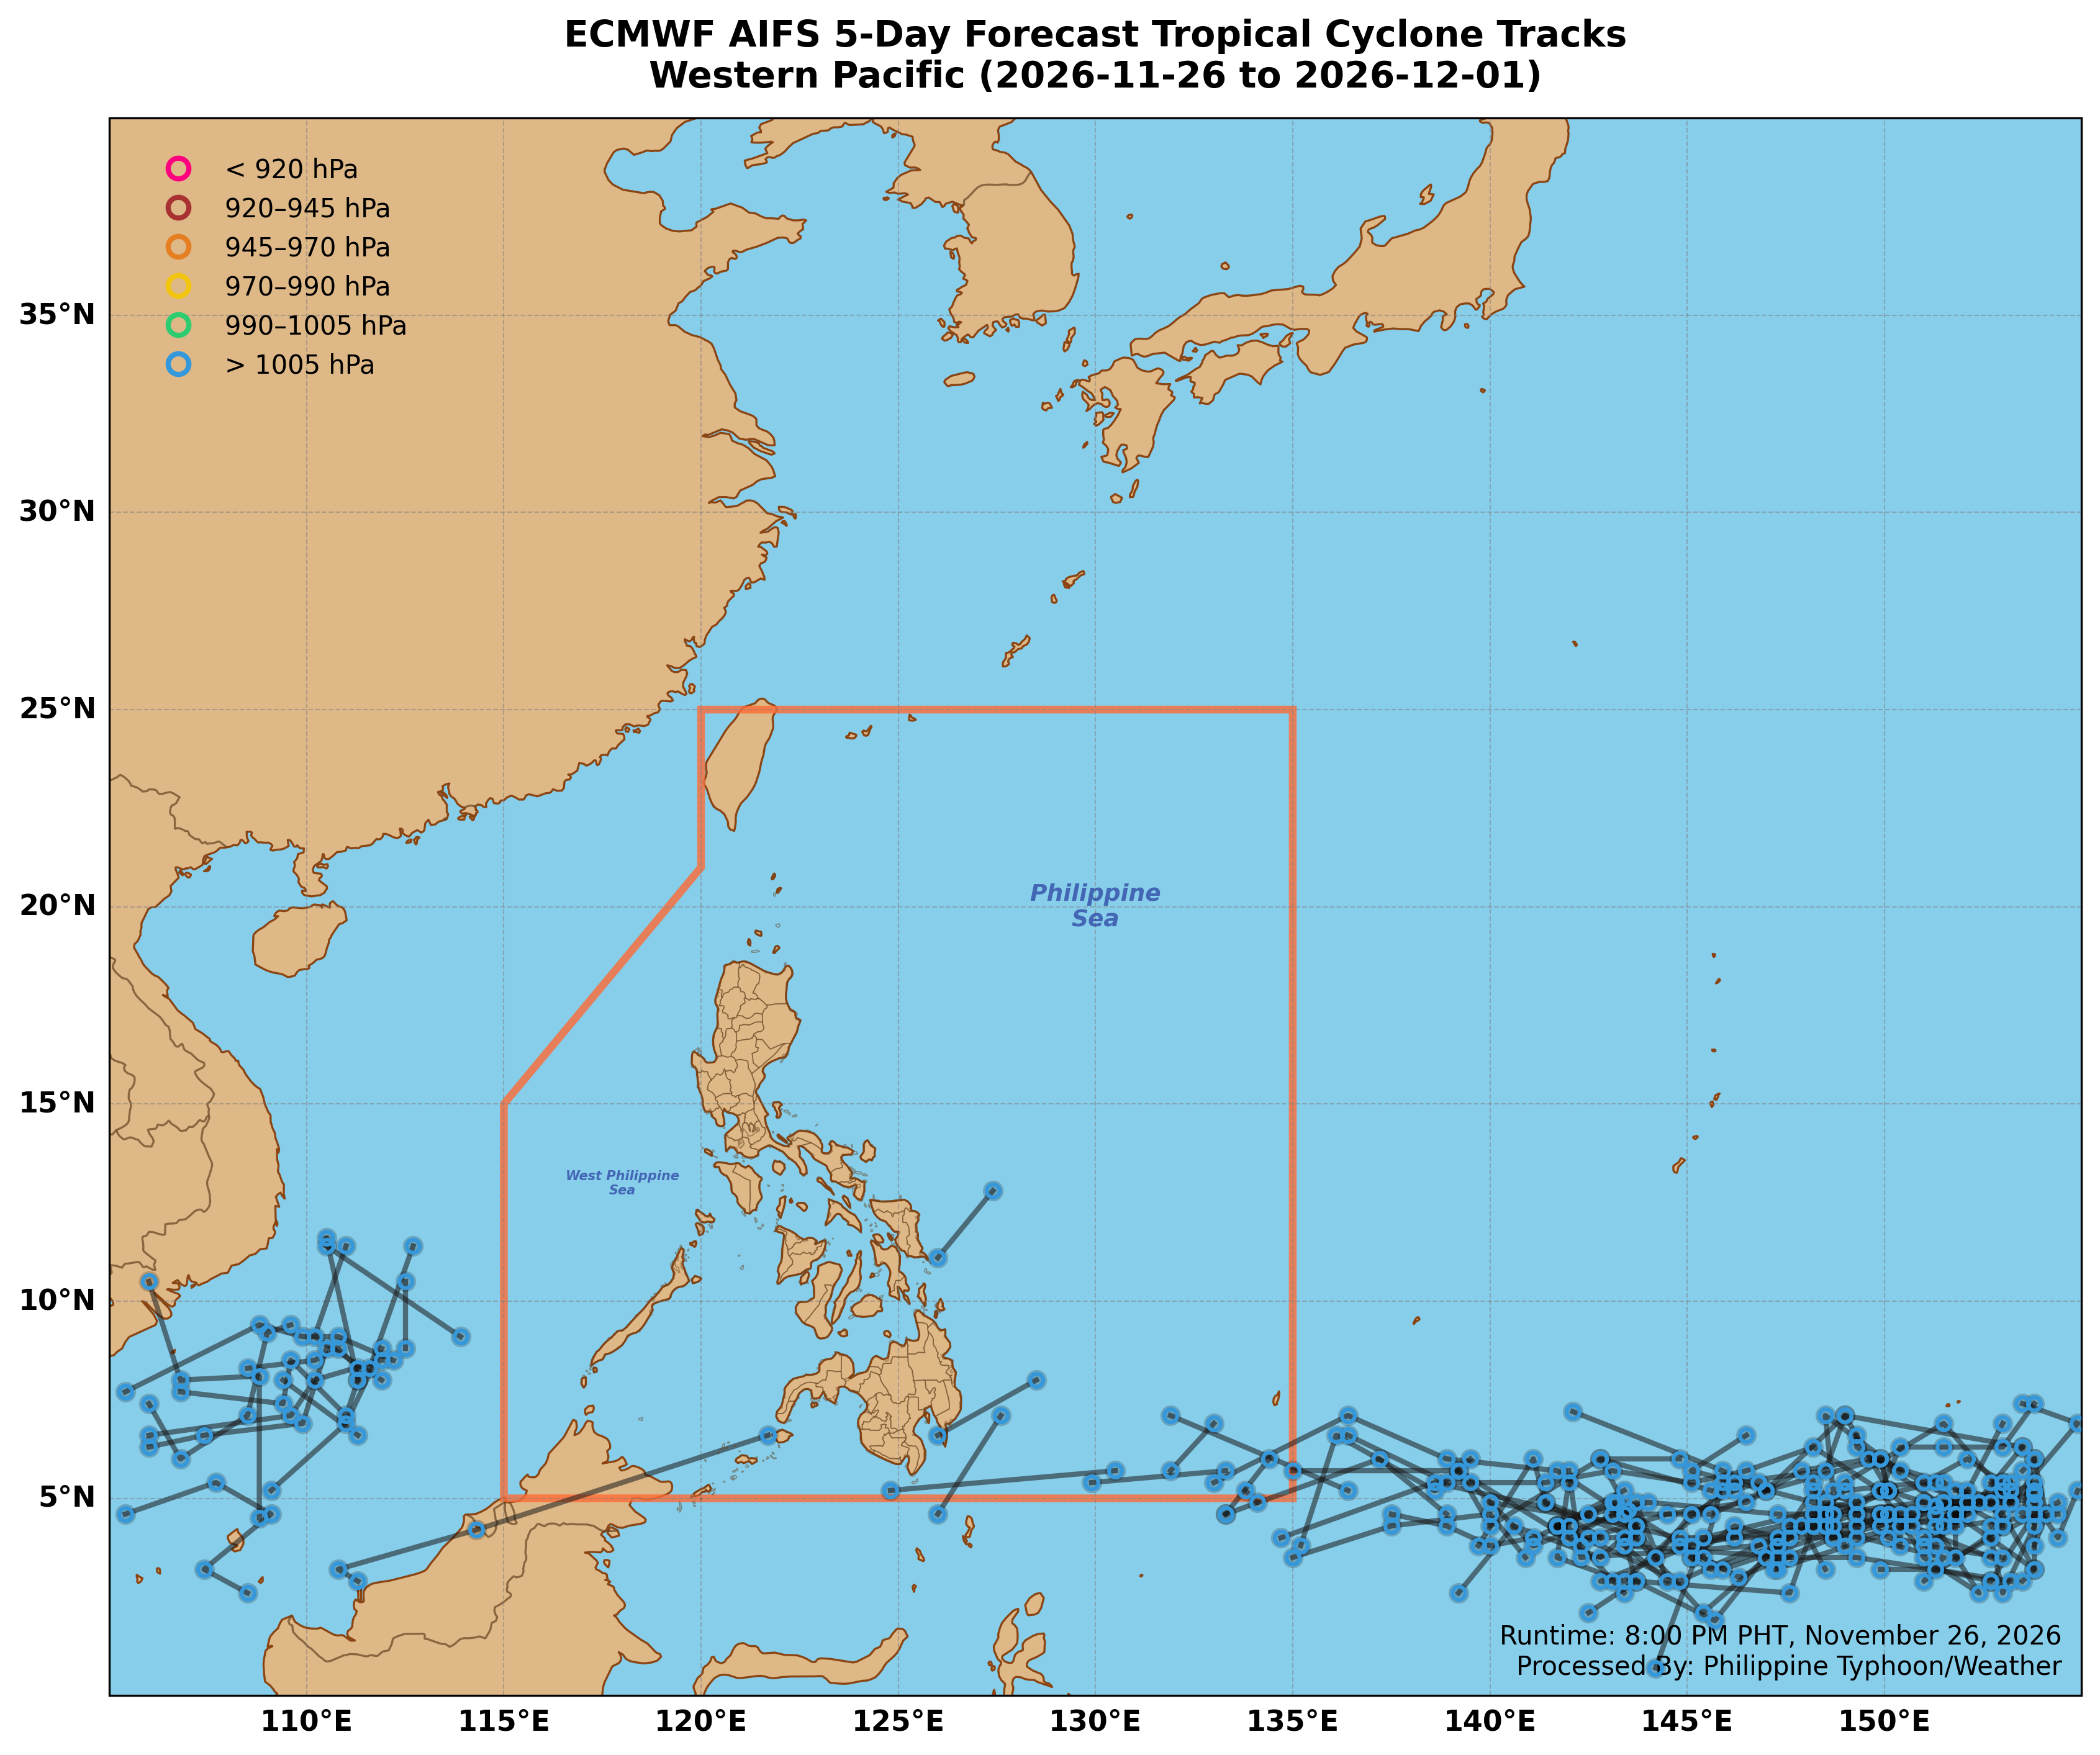 ECMWF AIFS 5-Day Forecast Tropical Cyclone Tracks
Western Pacific (2026-11-26 to 2026-12-01)
< 920 hPa
920–945 hPa
945–970 hPa
970–990 hPa
990–1005 hPa
> 1005 hPa
35°N
30°N
25°N
20°N
15°N
10°N
5°N
Philippine
Sea
West Philippine
Sea
Runtime: 8:00 PM PHT, November 26, 2026
Processed By: Philippine Typhoon/Weather
110°E
115°E
120°E
125°E
130°E
135°E
140°E
145°E
150°E